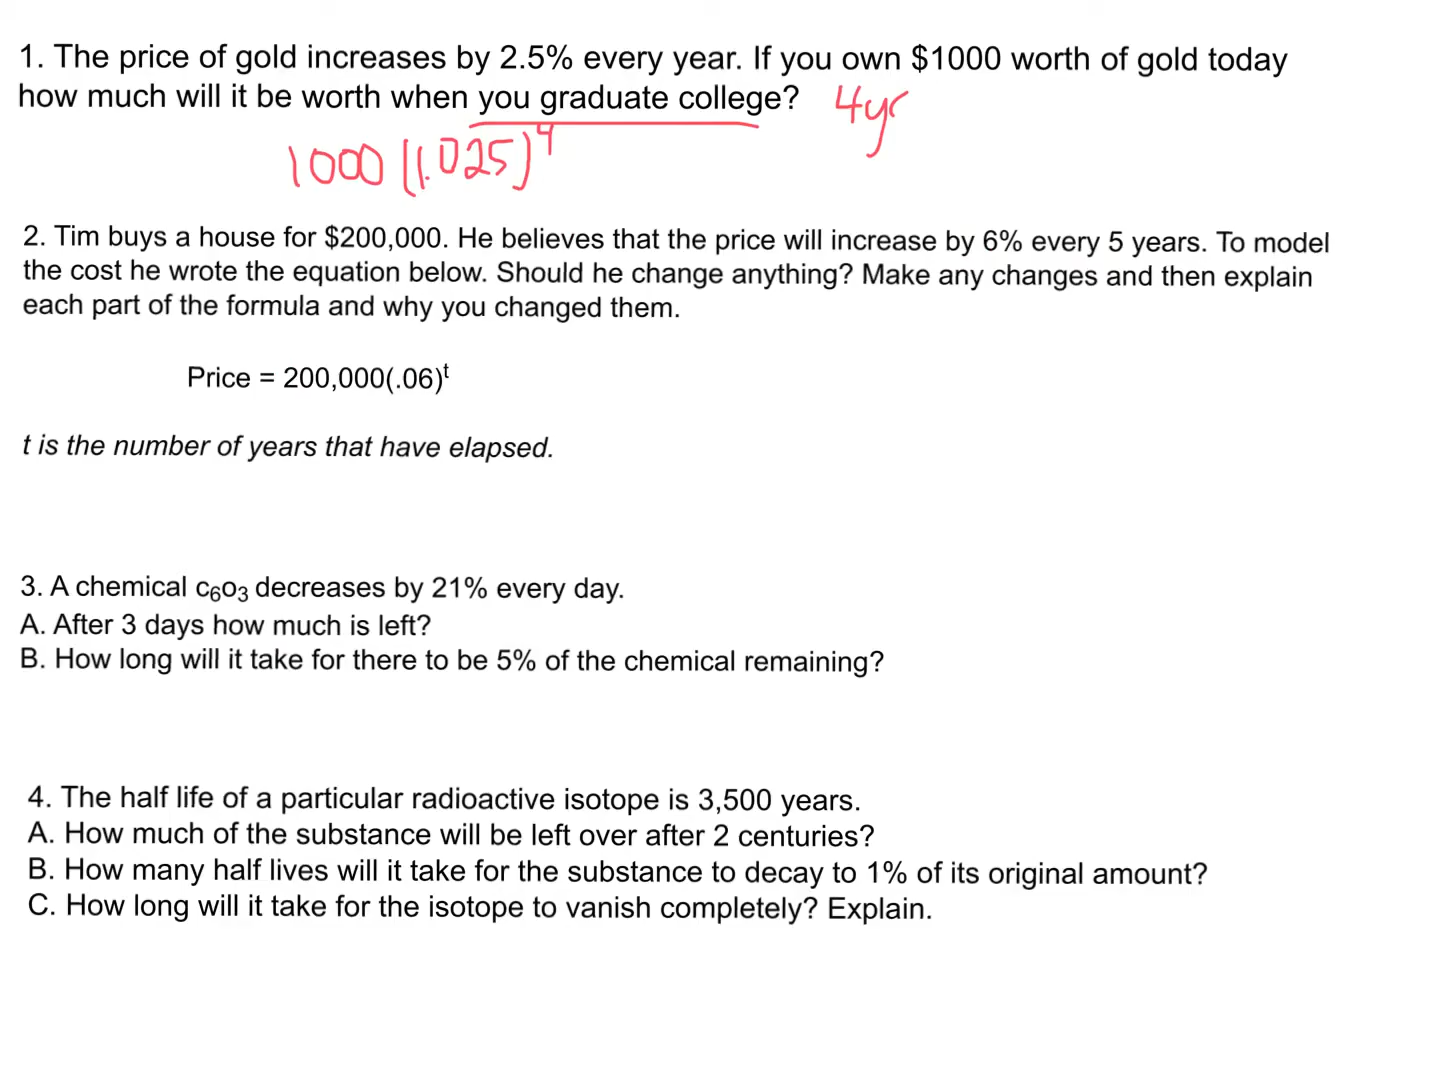 1. The price of gold increases by 2.5% every year. If you own $1000 worth of gold today
how much will it be worth when you graduate college? 4yr
1000(1.025)⁴
2. Tim buys a house for $200,000. He believes that the price will increase by 6% every 5 years. To model
the cost he wrote the equation below. Should he change anything? Make any changes and then explain
each part of the formula and why you changed them.
Price = 200,000(.06)ᵗ
t is the number of years that have elapsed.
3. A chemical c₆o₃ decreases by 21% every day.
A. After 3 days how much is left?
B. How long will it take for there to be 5% of the chemical remaining?
4. The half life of a particular radioactive isotope is 3,500 years.
A. How much of the substance will be left over after 2 centuries?
B. How many half lives will it take for the substance to decay to 1% of its original amount?
C. How long will it take for the isotope to vanish completely? Explain.